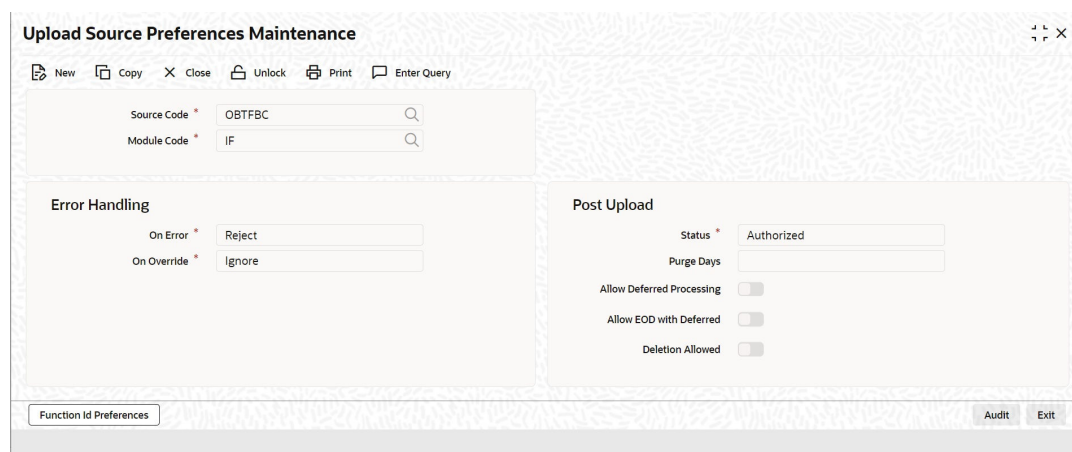 Upload Source Preferences Maintenance
New Copy Close Unlock Print Enter Query
Source Code * OBTFBC
Module Code * IF
Error Handling
On Error * Reject
On Override * Ignore
Post Upload
Status * Authorized
Purge Days
Allow Deferred Processing
Allow EOD with Deferred
Deletion Allowed
Function Id Preferences
Audit Exit